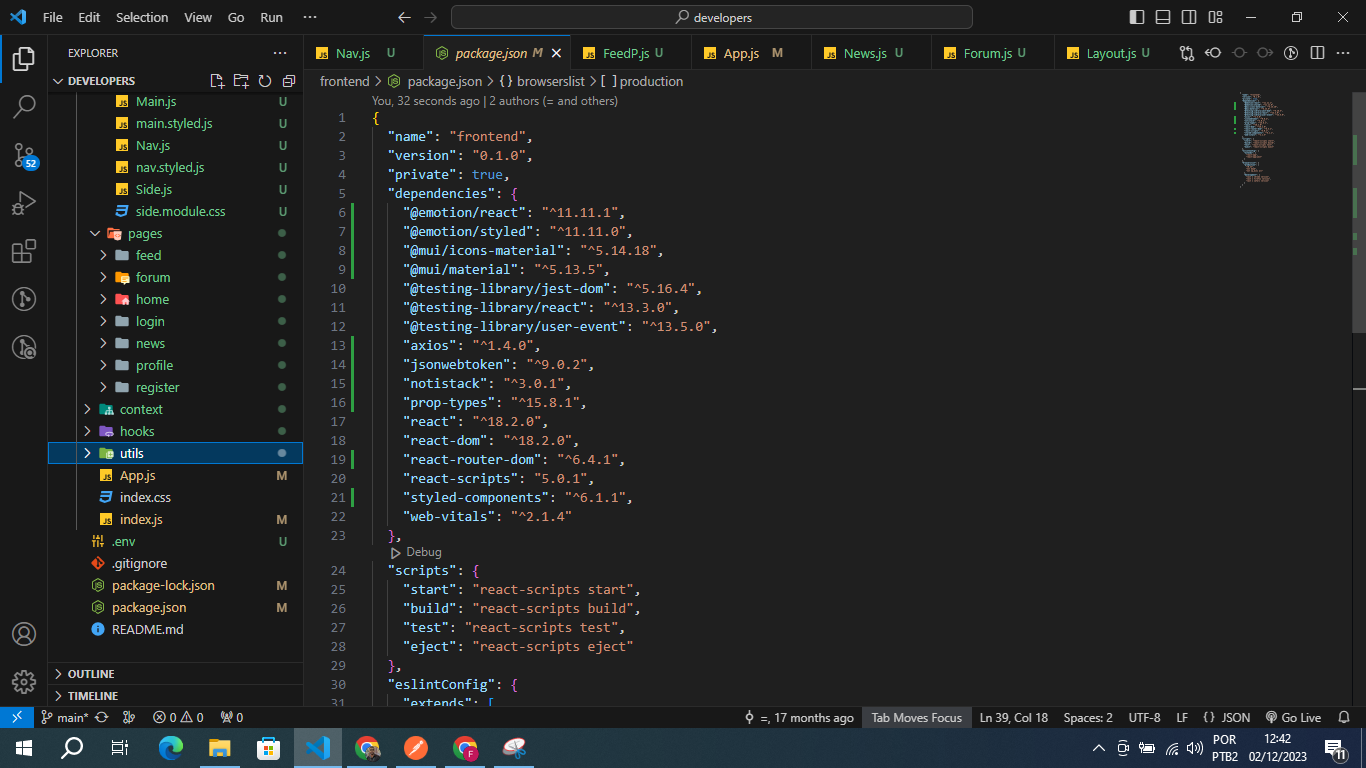 File Edit Selection View Go Run ··· developers
EXPLORER ···
Nav.js U
package.json M
FeedP.js U
App.js M
News.js U
Forum.js U
Layout.js U
DEVELOPERS
frontend > package.json > { } browserslist > [ ] production
Main.js U
main.styled.js U
Nav.js U
nav.styled.js U
Side.js U
side.module.css U
pages
feed
forum
home
login
news
profile
register
context
hooks
utils
App.js M
index.css
index.js M
.env U
.gitignore
package-lock.json M
package.json M
README.md
OUTLINE
TIMELINE
52
You, 32 seconds ago | 2 authors (= and others)
1 {
2 "name": "frontend",
3 "version": "0.1.0",
4 "private": true,
5 "dependencies": {
6 "@emotion/react": "^11.11.1",
7 "@emotion/styled": "^11.11.0",
8 "@mui/icons-material": "^5.14.18",
9 "@mui/material": "^5.13.5",
10 "@testing-library/jest-dom": "^5.16.4",
11 "@testing-library/react": "^13.3.0",
12 "@testing-library/user-event": "^13.5.0",
13 "axios": "^1.4.0",
14 "jsonwebtoken": "^9.0.2",
15 "notistack": "^3.0.1",
16 "prop-types": "^15.8.1",
17 "react": "^18.2.0",
18 "react-dom": "^18.2.0",
19 "react-router-dom": "^6.4.1",
20 "react-scripts": "5.0.1",
21 "styled-components": "^6.1.1",
22 "web-vitals": "^2.1.4"
23 },
Debug
24 "scripts": {
25 "start": "react-scripts start",
26 "build": "react-scripts build",
27 "test": "react-scripts test",
28 "eject": "react-scripts eject"
29 },
30 "eslintConfig": {
31 "extends": [
main* 0 0 0 =, 17 months ago Tab Moves Focus Ln 39, Col 18 Spaces: 2 UTF-8 LF { } JSON Go Live
POR
PTB2
12:42
02/12/2023
11